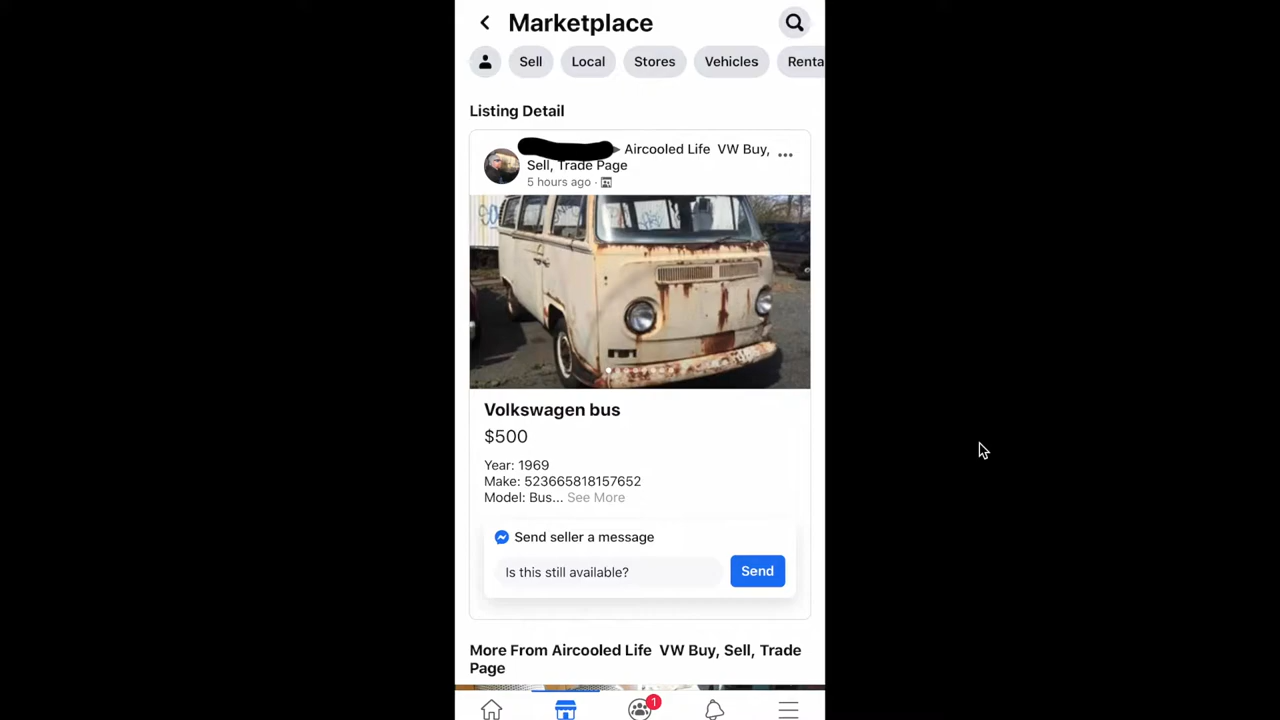 Marketplace
Sell
Local
Stores
Vehicles
Renta
Listing Detail
Aircooled Life VW Buy,
Sell, Trade Page
5 hours ago ·
Volkswagen bus
$500
Year: 1969
Make: 523665818157652
Model: Bus... See More
Send seller a message
Is this still available?
Send
More From Aircooled Life VW Buy, Sell, Trade
Page
1